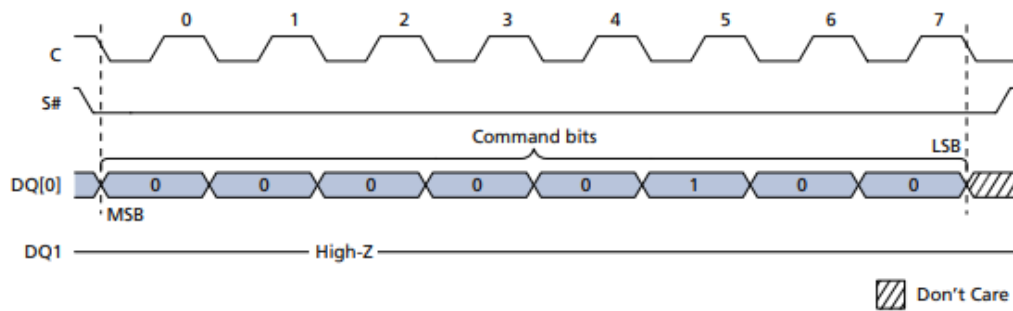 0 1 2 3 4 5 6 7
C
S#
Command bits
LSB
DQ[0] 0 0 0 0 0 1 0 0
MSB
DQ1 High-Z
Don't Care